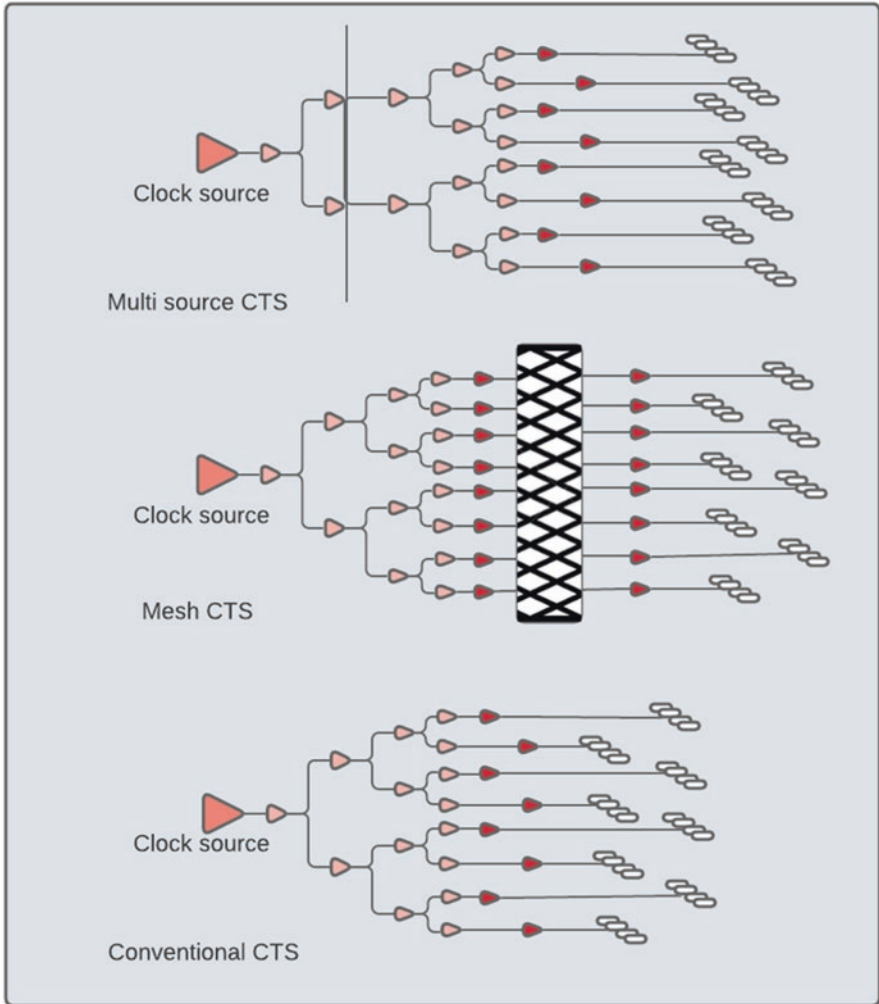 Clock source
Multi source CTS
Clock source
Mesh CTS
Clock source
Conventional CTS